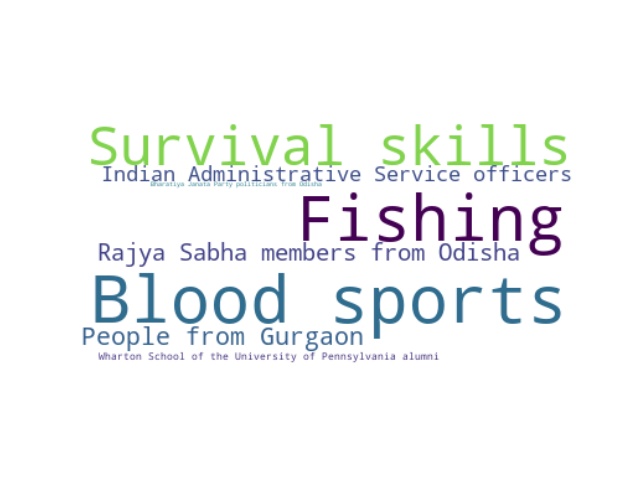 Survival skills
Indian Administrative Service officers
Bharatiya Janata Party politicians from Odisha
Fishing
Rajya Sabha members from Odisha
Blood sports
People from Gurgaon
Wharton School of the University of Pennsylvania alumni